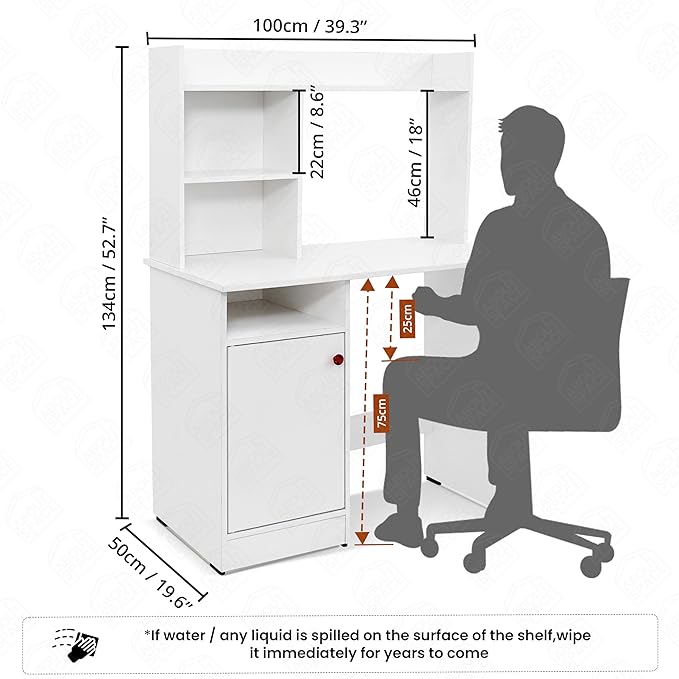 100cm / 39.3”
22cm / 8.6”
46cm / 18”
134cm / 52.7”
25cm
75cm
50cm / 19.6”
*If water / any liquid is spilled on the surface of the shelf,wipe
it immediately for years to come